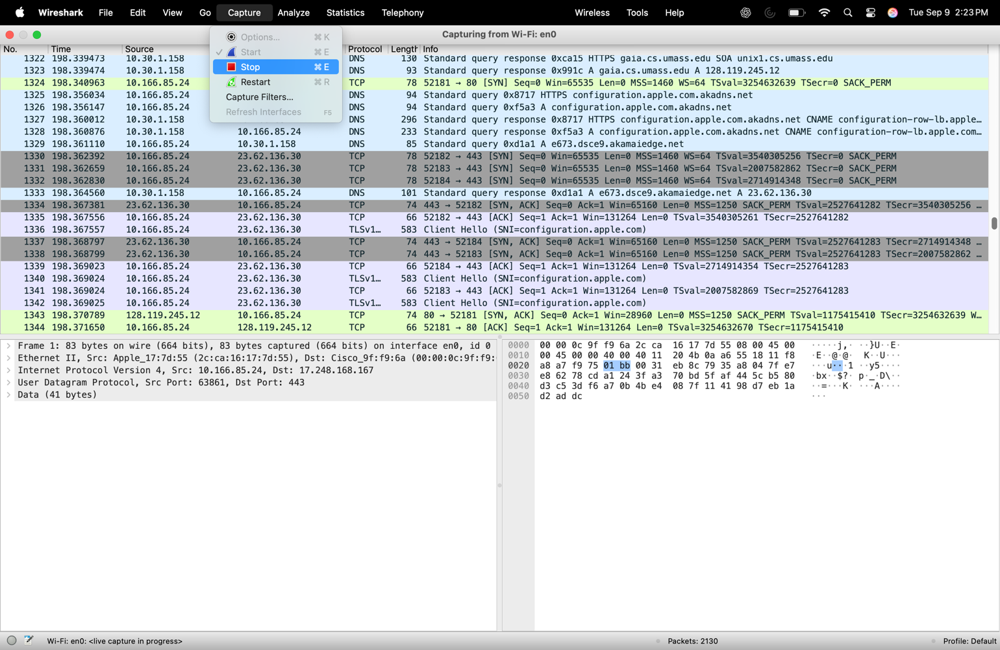 Wireshark File Edit View Go Capture Analyze Statistics Telephony Wireless Tools Help Tue Sep 9 2:23 PM
Capturing from Wi-Fi: en0
Options... ⌘ K
✓ Start ⌘ E
Stop ⌘ E
Restart ⌘ R
Capture Filters...
Refresh Interfaces F5
No. Time Source Protocol Length Info
1322 198.339473 10.30.1.158 DNS 130 Standard query response 0xca15 HTTPS gaia.cs.umass.edu SOA unix1.cs.umass.edu
1323 198.339474 10.30.1.158 DNS 93 Standard query response 0x991c A gaia.cs.umass.edu A 128.119.245.12
1324 198.340963 10.166.85.24 TCP 78 52181 → 80 [SYN] Seq=0 Win=65535 Len=0 MSS=1460 WS=64 TSval=3254632639 TSecr=0 SACK_PERM
1325 198.356034 10.166.85.24 DNS 94 Standard query 0x8717 HTTPS configuration.apple.com.akadns.net
1326 198.356147 10.166.85.24 DNS 94 Standard query 0xf5a3 A configuration.apple.com.akadns.net
1327 198.360012 10.30.1.158 DNS 296 Standard query response 0x8717 HTTPS configuration.apple.com.akadns.net CNAME configuration-row-lb.apple…
1328 198.360876 10.30.1.158 10.166.85.24 DNS 233 Standard query response 0xf5a3 A configuration.apple.com.akadns.net CNAME configuration-row-lb.apple.com…
1329 198.361110 10.166.85.24 10.30.1.158 DNS 85 Standard query 0xd1a1 A e673.dsce9.akamaiedge.net
1330 198.362392 10.166.85.24 23.62.136.30 TCP 78 52182 → 443 [SYN] Seq=0 Win=65535 Len=0 MSS=1460 WS=64 TSval=3540305256 TSecr=0 SACK_PERM
1331 198.362659 10.166.85.24 23.62.136.30 TCP 78 52183 → 443 [SYN] Seq=0 Win=65535 Len=0 MSS=1460 WS=64 TSval=2007582862 TSecr=0 SACK_PERM
1332 198.362830 10.166.85.24 23.62.136.30 TCP 78 52184 → 443 [SYN] Seq=0 Win=65535 Len=0 MSS=1460 WS=64 TSval=2714914348 TSecr=0 SACK_PERM
1333 198.364560 10.30.1.158 10.166.85.24 DNS 101 Standard query response 0xd1a1 A e673.dsce9.akamaiedge.net A 23.62.136.30
1334 198.367381 23.62.136.30 10.166.85.24 TCP 74 443 → 52182 [SYN, ACK] Seq=0 Ack=1 Win=65160 Len=0 MSS=1250 SACK_PERM TSval=2527641282 TSecr=3540305256 …
1335 198.367556 10.166.85.24 23.62.136.30 TCP 66 52182 → 443 [ACK] Seq=1 Ack=1 Win=131264 Len=0 TSval=3540305261 TSecr=2527641282
1336 198.367557 10.166.85.24 23.62.136.30 TLSv1… 583 Client Hello (SNI=configuration.apple.com)
1337 198.368797 23.62.136.30 10.166.85.24 TCP 74 443 → 52184 [SYN, ACK] Seq=0 Ack=1 Win=65160 Len=0 MSS=1250 SACK_PERM TSval=2527641283 TSecr=2714914348 …
1338 198.368799 23.62.136.30 10.166.85.24 TCP 74 443 → 52183 [SYN, ACK] Seq=0 Ack=1 Win=65160 Len=0 MSS=1250 SACK_PERM TSval=2527641283 TSecr=2007582862 …
1339 198.369023 10.166.85.24 23.62.136.30 TCP 66 52184 → 443 [ACK] Seq=1 Ack=1 Win=131264 Len=0 TSval=2714914354 TSecr=2527641283
1340 198.369024 10.166.85.24 23.62.136.30 TLSv1… 583 Client Hello (SNI=configuration.apple.com)
1341 198.369024 10.166.85.24 23.62.136.30 TCP 66 52183 → 443 [ACK] Seq=1 Ack=1 Win=131264 Len=0 TSval=2007582869 TSecr=2527641283
1342 198.369025 10.166.85.24 23.62.136.30 TLSv1… 583 Client Hello (SNI=configuration.apple.com)
1343 198.370789 128.119.245.12 10.166.85.24 TCP 74 80 → 52181 [SYN, ACK] Seq=0 Ack=1 Win=28960 Len=0 MSS=1250 SACK_PERM TSval=1175415410 TSecr=3254632639 W…
1344 198.371650 10.166.85.24 128.119.245.12 TCP 66 52181 → 80 [ACK] Seq=1 Ack=1 Win=131264 Len=0 TSval=3254632670 TSecr=1175415410
Frame 1: 83 bytes on wire (664 bits), 83 bytes captured (664 bits) on interface en0, id 0
Ethernet II, Src: Apple_17:7d:55 (2c:ca:16:17:7d:55), Dst: Cisco_9f:f9:6a (00:00:0c:9f:f9:
Internet Protocol Version 4, Src: 10.166.85.24, Dst: 17.248.168.167
User Datagram Protocol, Src Port: 63861, Dst Port: 443
Data (41 bytes)
0000 00 00 0c 9f f9 6a 2c ca 16 17 7d 55 08 00 45 00 ·····j,· ··}U··E·
0010 00 45 00 00 40 00 40 11 20 4b 0a a6 55 18 11 f8 ·E··@·@· K··U···
0020 a8 a7 f9 75 01 bb 00 31 eb 8c 79 35 a8 04 7f e7 ···u···1 ··y5····
0030 e8 62 78 cd a1 24 3f a3 70 bd 5f af 44 5c b5 80 ·bx··$?· p·_·D\··
0040 d3 c5 3d f6 a7 0b 4b e4 08 7f 11 41 98 d7 eb 1a ··=···K· ···A····
0050 d2 ad dc ···
Wi-Fi: en0: <live capture in progress> Packets: 2130 Profile: Default